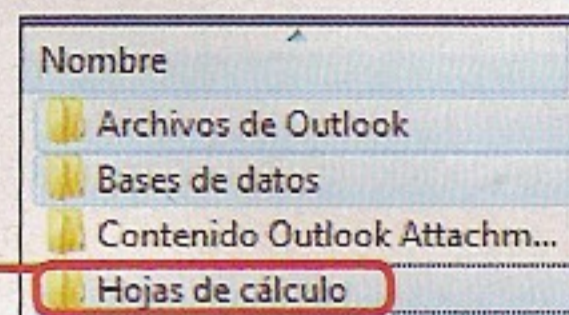 Nombre
Archivos de Outlook
Bases de datos
Contenido Outlook Attachm...
Hojas de cálculo